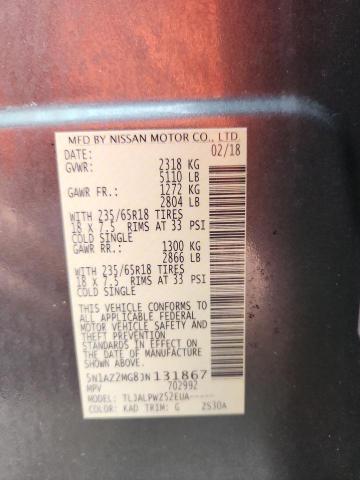 MFD BY NISSAN MOTOR CO., LTD.
DATE: 02/18
GVWR: 2318 KG
5110 LB
GAWR FR.: 1272 KG
2804 LB
WITH 235/65R18 TIRES
18 X 7.5 RIMS AT 33 PSI
COLD SINGLE
GAWR RR.: 1300 KG
2866 LB
WITH 235/65R18 TIRES
18 X 7.5 RIMS AT 33 PSI
COLD SINGLE
THIS VEHICLE CONFORMS TO
ALL APPLICABLE FEDERAL
MOTOR VEHICLE SAFETY AND
THEFT PREVENTION
STANDARDS IN EFFECT ON
THE DATE OF MANUFACTURE
SHOWN ABOVE.
5N1AZ2MG8JN131867
MPV 702992
MODEL: TLJALPWZS2EUA-----
COLOR: KAD TRIM: G 2S30A